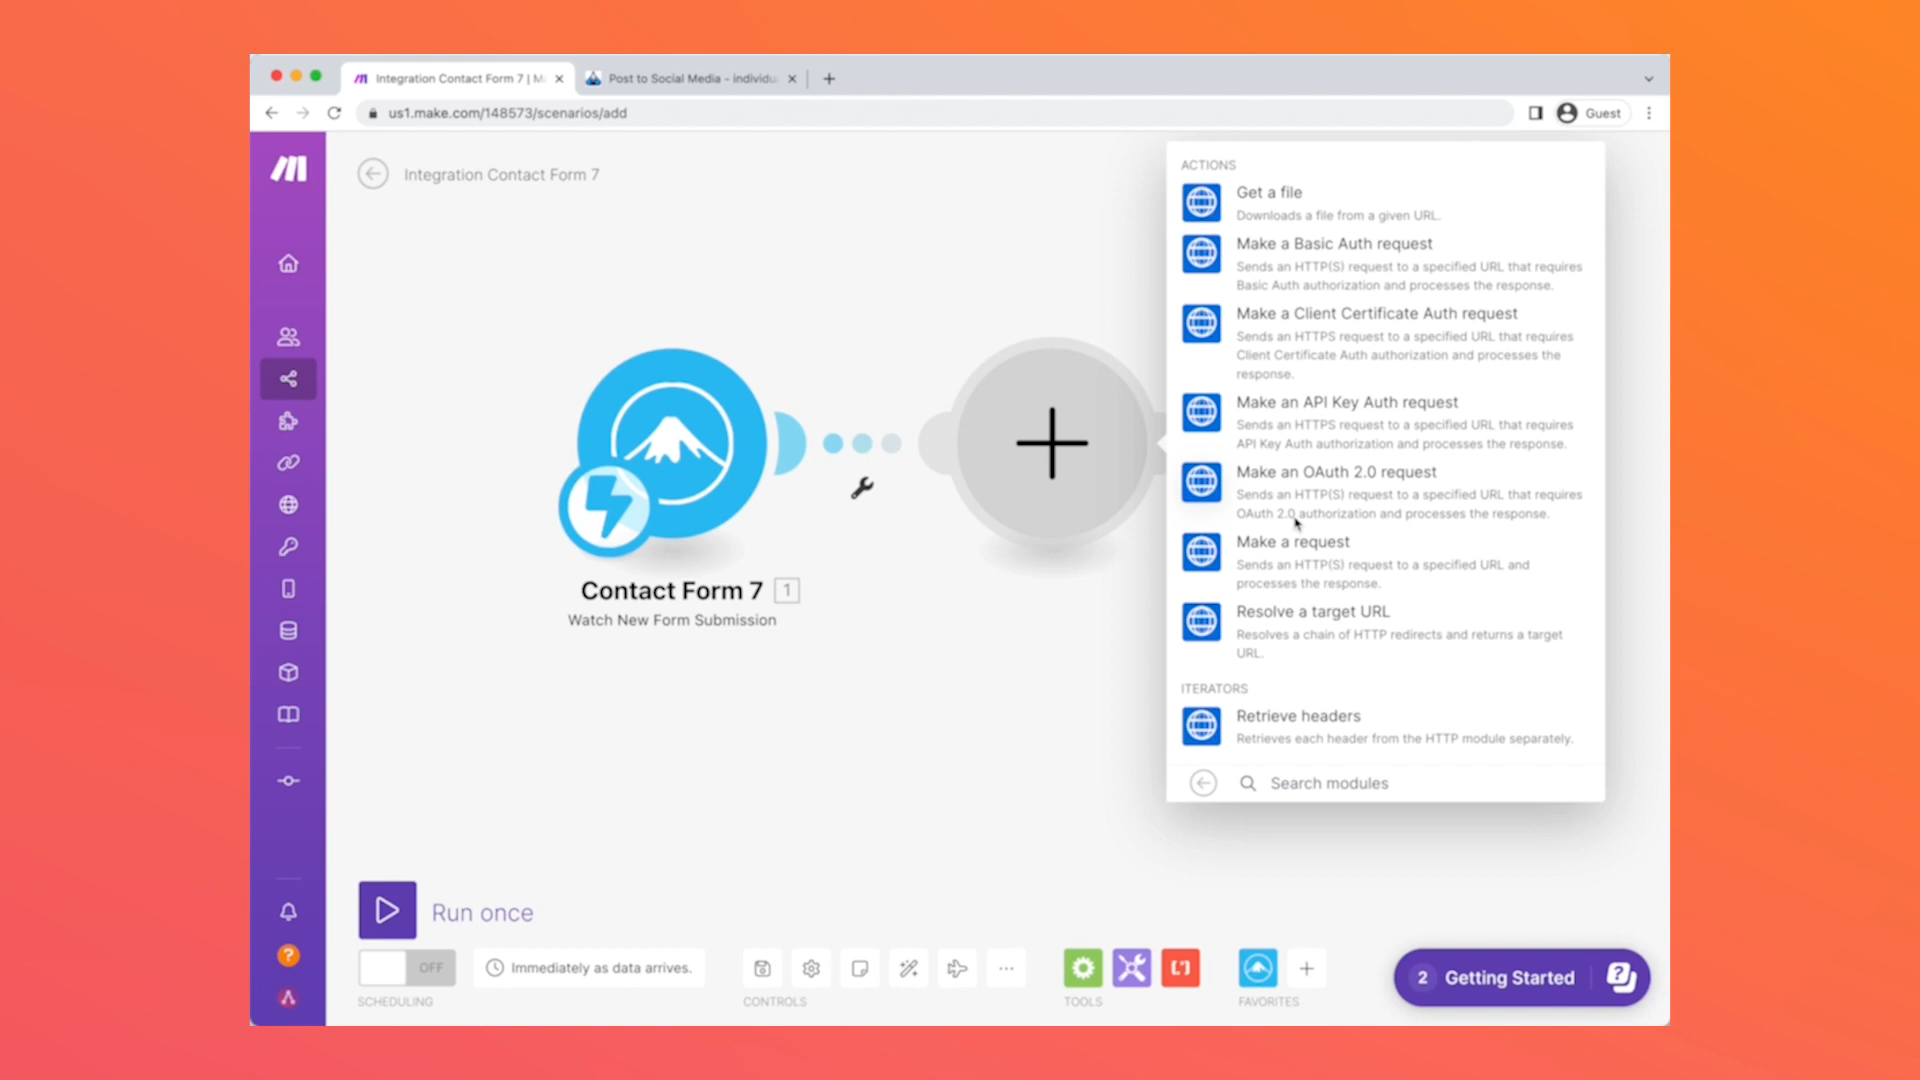 Integration Contact Form 7 | M
Post to Social Media - individu
us1.make.com/148573/scenarios/add
Guest
Integration Contact Form 7
ACTIONS
Get a file
Downloads a file from a given URL.
Make a Basic Auth request
Sends an HTTP(S) request to a specified URL that requires
Basic Auth authorization and processes the response.
Make a Client Certificate Auth request
Sends an HTTPS request to a specified URL that requires
Client Certificate Auth authorization and processes the
response.
Make an API Key Auth request
Sends an HTTPS request to a specified URL that requires
API Key Auth authorization and processes the response.
Make an OAuth 2.0 request
Sends an HTTP(S) request to a specified URL that requires
OAuth 2.0 authorization and processes the response.
Make a request
Sends an HTTP(S) request to a specified URL and
processes the response.
Resolve a target URL
Resolves a chain of HTTP redirects and returns a target
URL.
ITERATORS
Retrieve headers
Retrieves each header from the HTTP module separately.
Search modules
Contact Form 7 1
Watch New Form Submission
Run once
OFF
Immediately as data arrives.
SCHEDULING
CONTROLS
TOOLS
FAVORITES
2 Getting Started